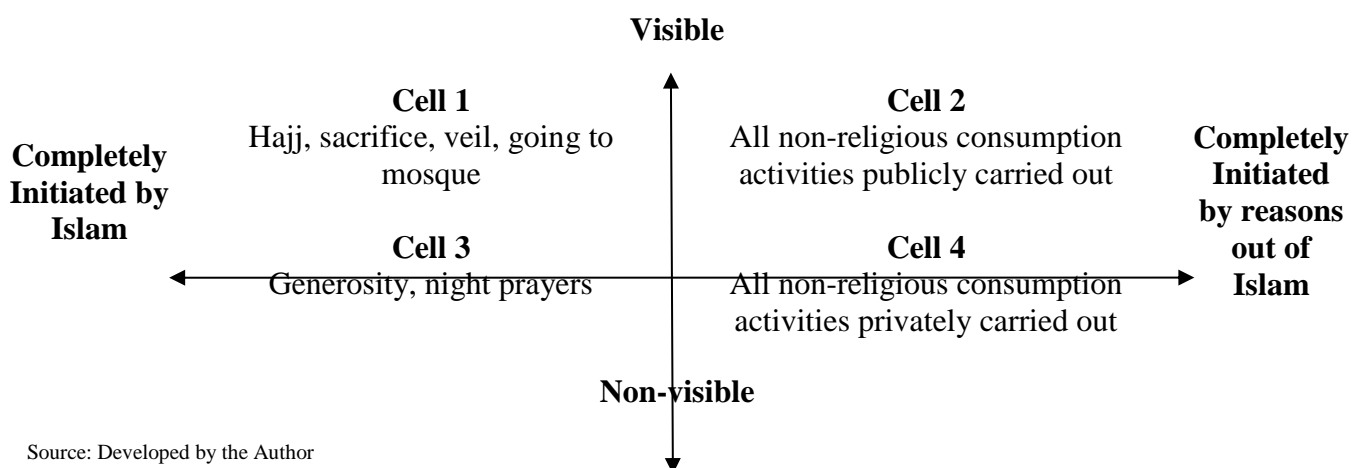 Visible
Cell 1
Hajj, sacrifice, veil, going to
mosque
Cell 2
All non-religious consumption
activities publicly carried out
Completely
Initiated by
Islam
Completely
Initiated
by reasons
out of
Islam
Cell 3
Generosity, night prayers
Cell 4
All non-religious consumption
activities privately carried out
Non-visible
Source: Developed by the Author